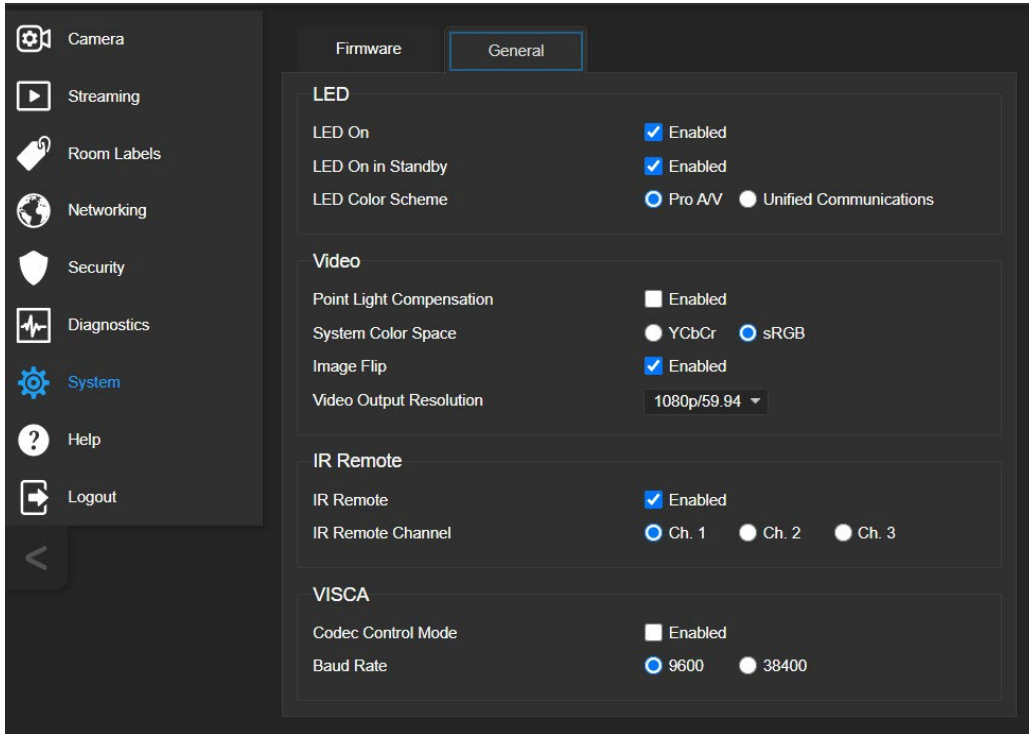 Camera
Streaming
Room Labels
Networking
Security
Diagnostics
System
Help
Logout
<
Firmware General
LED
LED On Enabled
LED On in Standby Enabled
LED Color Scheme Pro A/V Unified Communications
Video
Point Light Compensation Enabled
System Color Space YCbCr sRGB
Image Flip Enabled
Video Output Resolution 1080p/59.94
IR Remote
IR Remote Enabled
IR Remote Channel Ch. 1 Ch. 2 Ch. 3
VISCA
Codec Control Mode Enabled
Baud Rate 9600 38400